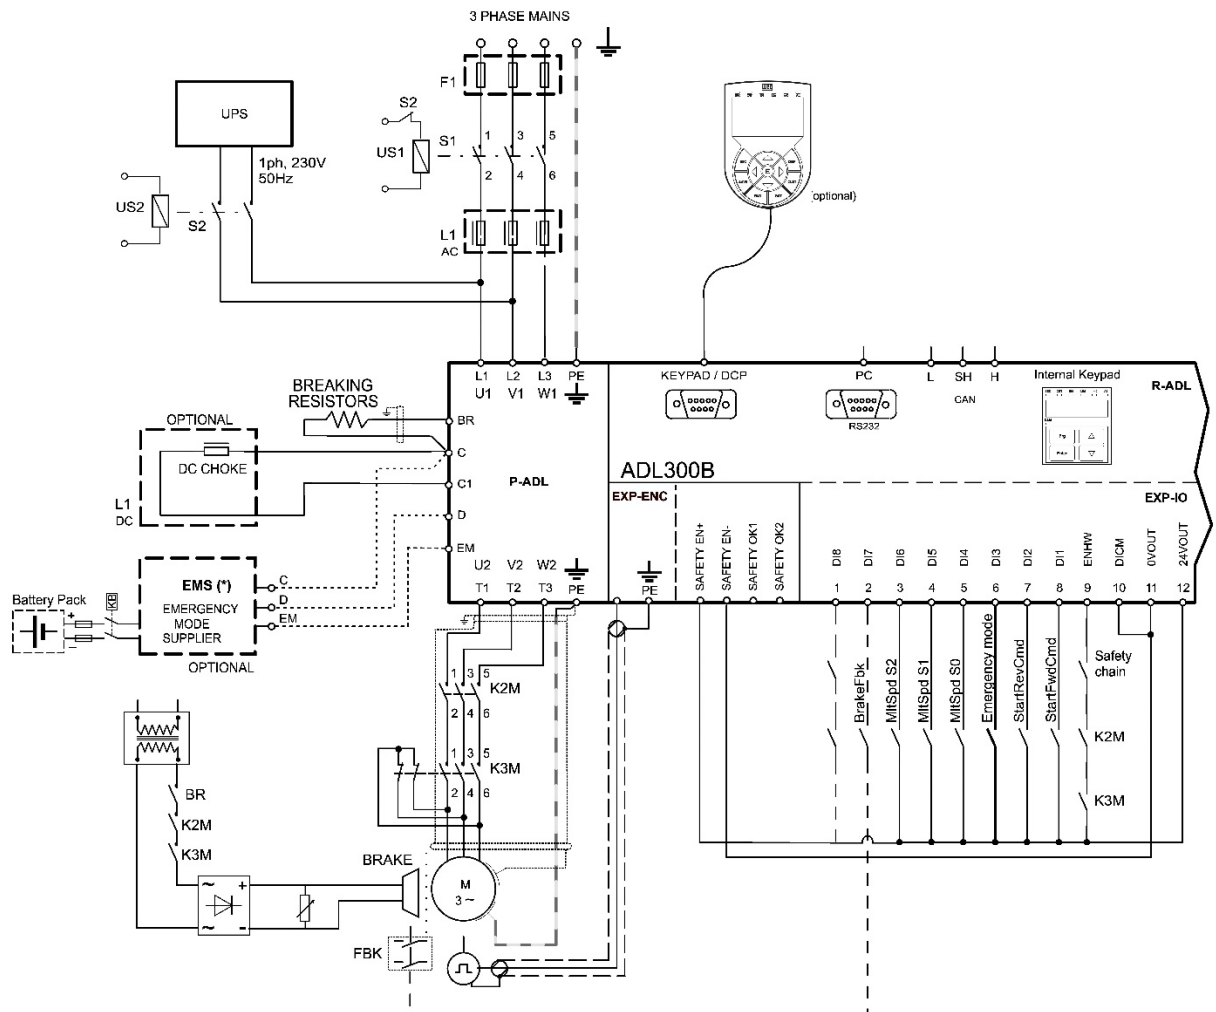 3 PHASE MAINS
F1
UPS
S2
US1
S1
1 3 5
2 4 6
1ph, 230V
50Hz
US2
S2
L1
AC
(optional)
L1 L2 L3 PE
U1 V1 W1
KEYPAD / DCP
PC
RS232
L SH H
CAN
Internal Keypad
R-ADL
BREAKING
RESISTORS
OPTIONAL
DC CHOKE
L1
DC
BR
C
C1
D
EM
P-ADL
ADL300B
EXP-ENC
EXP-IO
SAFETY EN+
SAFETY EN-
SAFETY OK1
SAFETY OK2
DI8
DI7
DI6
DI5
DI4
DI3
DI2
DI1
ENHW
DICM
0VOUT
24VOUT
U2 V2 W2
T1 T2 T3 PE
PE
1 2 3 4 5 6 7 8 9 10 11 12
Battery Pack
+
−
KB
EMS (*)
EMERGENCY
MODE
SUPPLIER
OPTIONAL
C
D
EM
1 3 5
K2M
2 4 6
1 3 5
K3M
2 4 6
BrakeFbk
MltSpd S2
MltSpd S1
MltSpd S0
Emergency mode
StartRevCmd
StartFwdCmd
Safety
chain
K2M
K3M
BR
K2M
K3M
BRAKE
M
3 ~
~ +
~ -
FBK